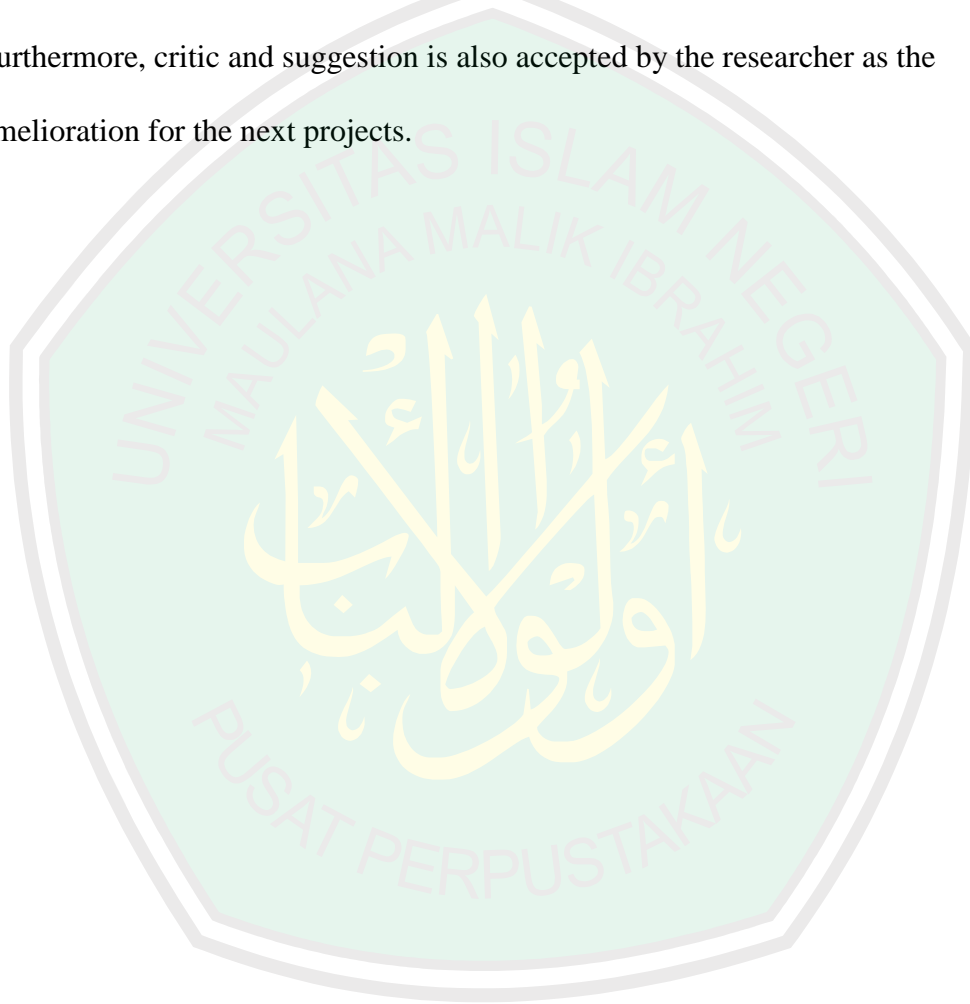 urthermore, critic and suggestion is also accepted by the researcher as the
melioration for the next projects.
UNIVERSITAS ISLAM NEGERI
MAULANA MALIK IBRAHIM
أولو الألباب
PUSAT PERPUSTAKAAN